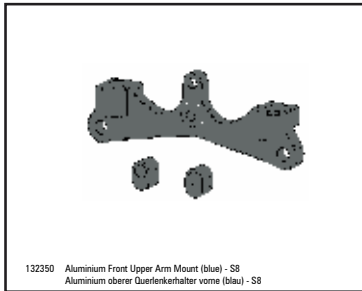 132350 Aluminium Front Upper Arm Mount (blue) - S8
Aluminium oberer Querlenkerhalter vorne (blau) - S8